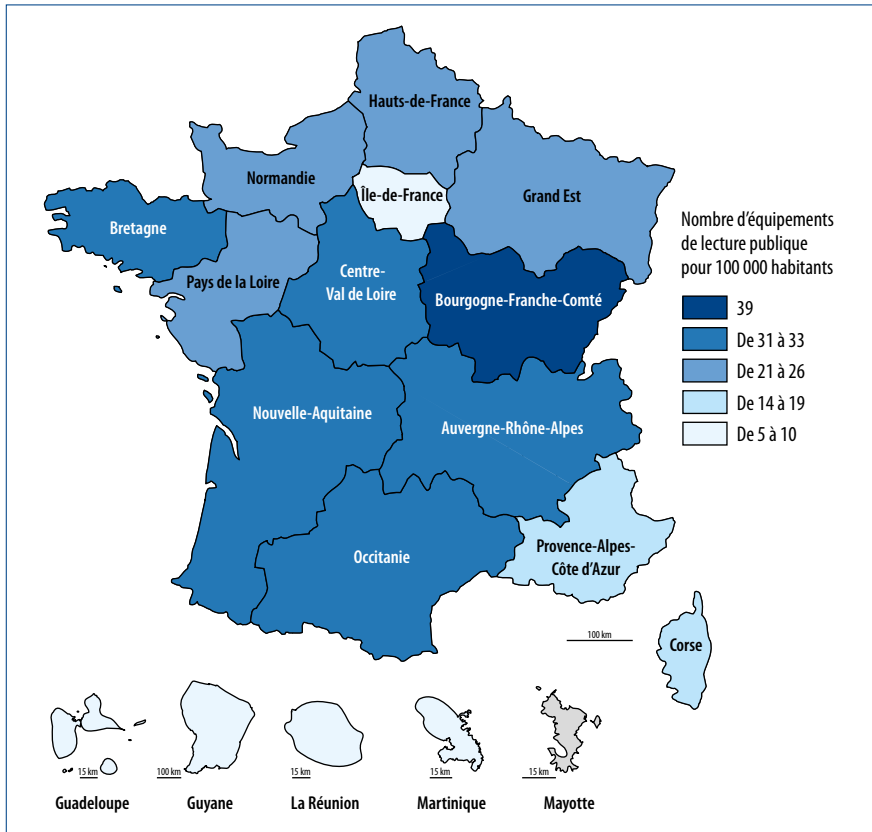 Hauts-de-France
Normandie
Île-de-France
Grand Est
Bretagne
Pays de la Loire
Centre-
Val de Loire
Bourgogne-Franche-Comté
Nouvelle-Aquitaine
Auvergne-Rhône-Alpes
Occitanie
Provence-Alpes-
Côte d'Azur
Corse
100 km
Nombre d'équipements
de lecture publique
pour 100 000 habitants
39
De 31 à 33
De 21 à 26
De 14 à 19
De 5 à 10
15 km
Guadeloupe
100 km
Guyane
15 km
La Réunion
15 km
Martinique
15 km
Mayotte